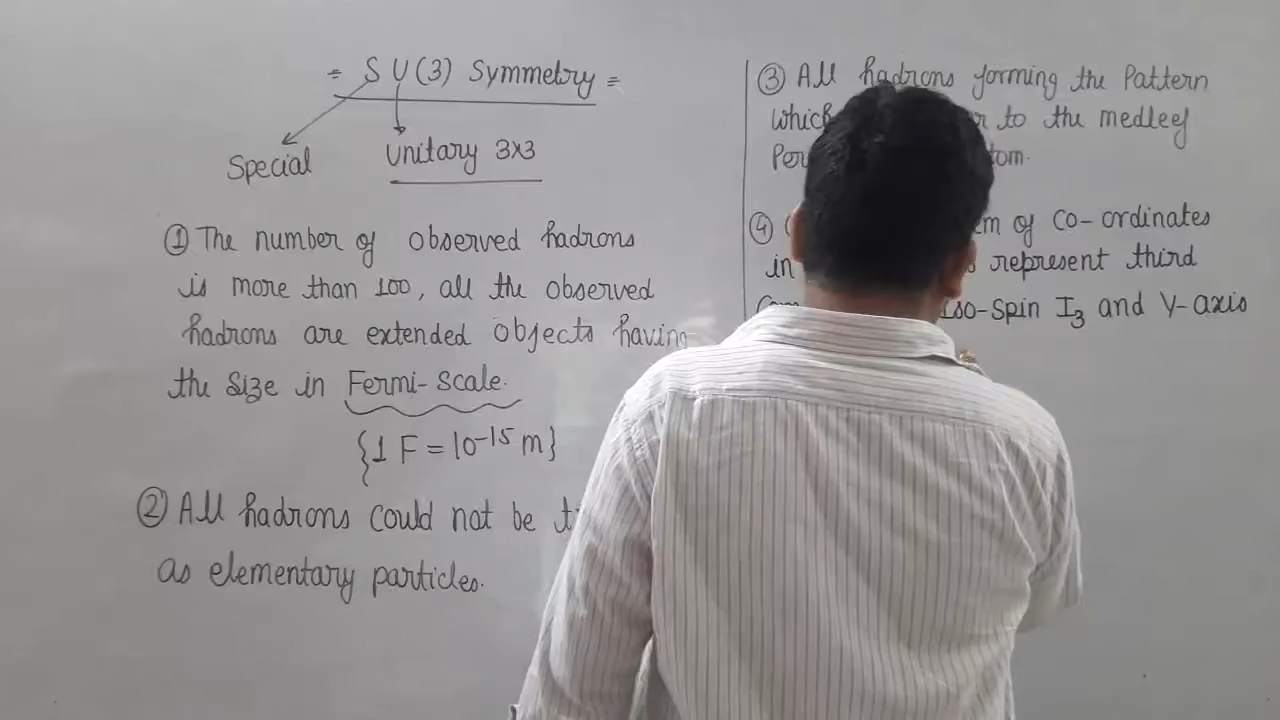 = SU(3) Symmetry =
Special
Unitary 3x3
① The number of observed hadrons
is more than 100, all the observed
hadrons are extended objects having
the size in Fermi-Scale.
{1 F = 10⁻¹⁵ m}
② All hadrons could not be
as elementary particles.
③ All hadrons forming the Pattern
to the medleef
④ of Co-ordinates
in represent third
iso-spin I₃ and Y-axis